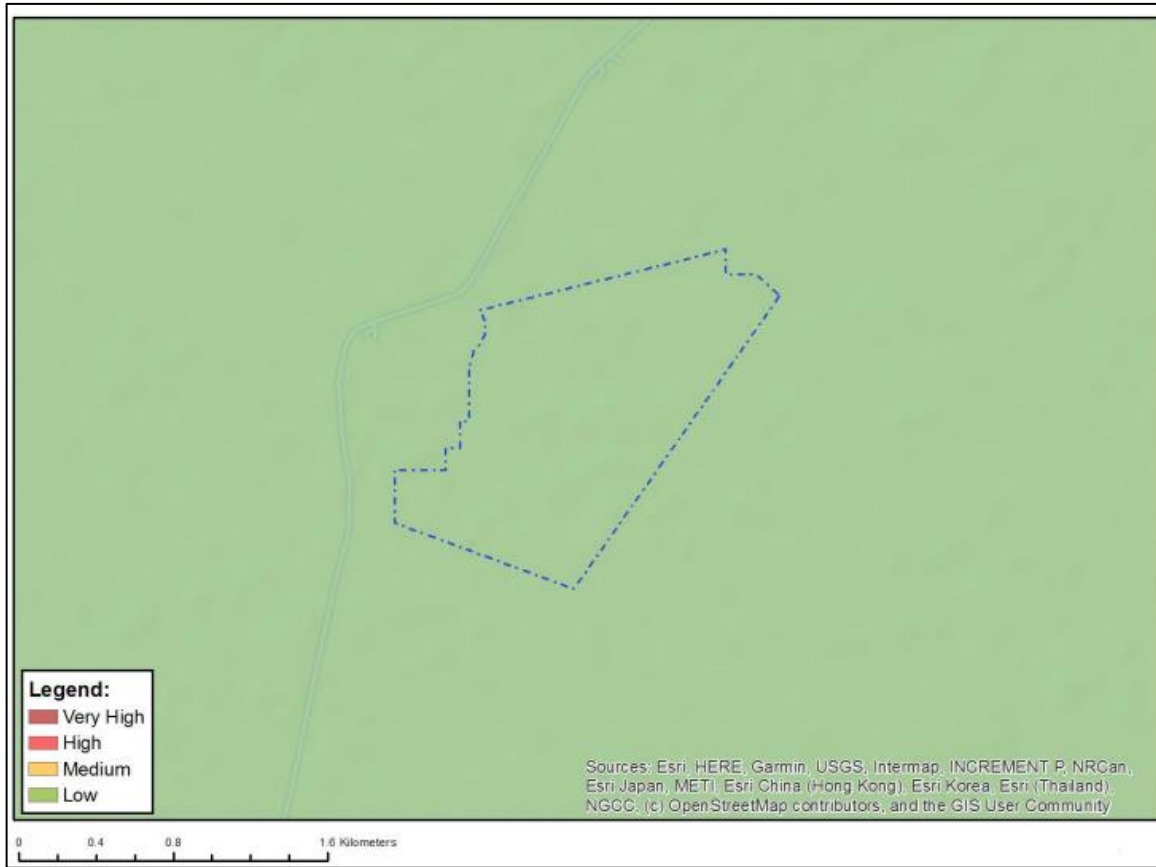 Legend:
Very High
High
Medium
Low
Sources: Esri, HERE, Garmin, USGS, Intermap, INCREMENT P, NRCan,
Esri Japan, METI, Esri China (Hong Kong), Esri Korea, Esri (Thailand),
NGCC, (c) OpenStreetMap contributors, and the GIS User Community
0 0.4 0.8 1.6 Kilometers